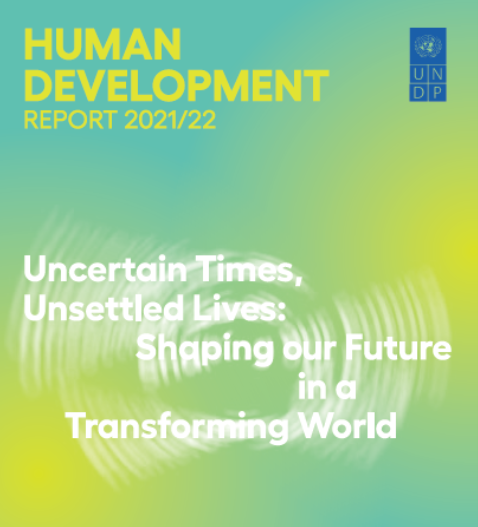 HUMAN
DEVELOPMENT
REPORT 2021/22
U N
D P
Uncertain Times,
Unsettled Lives:
Shaping our Future
in a
Transforming World